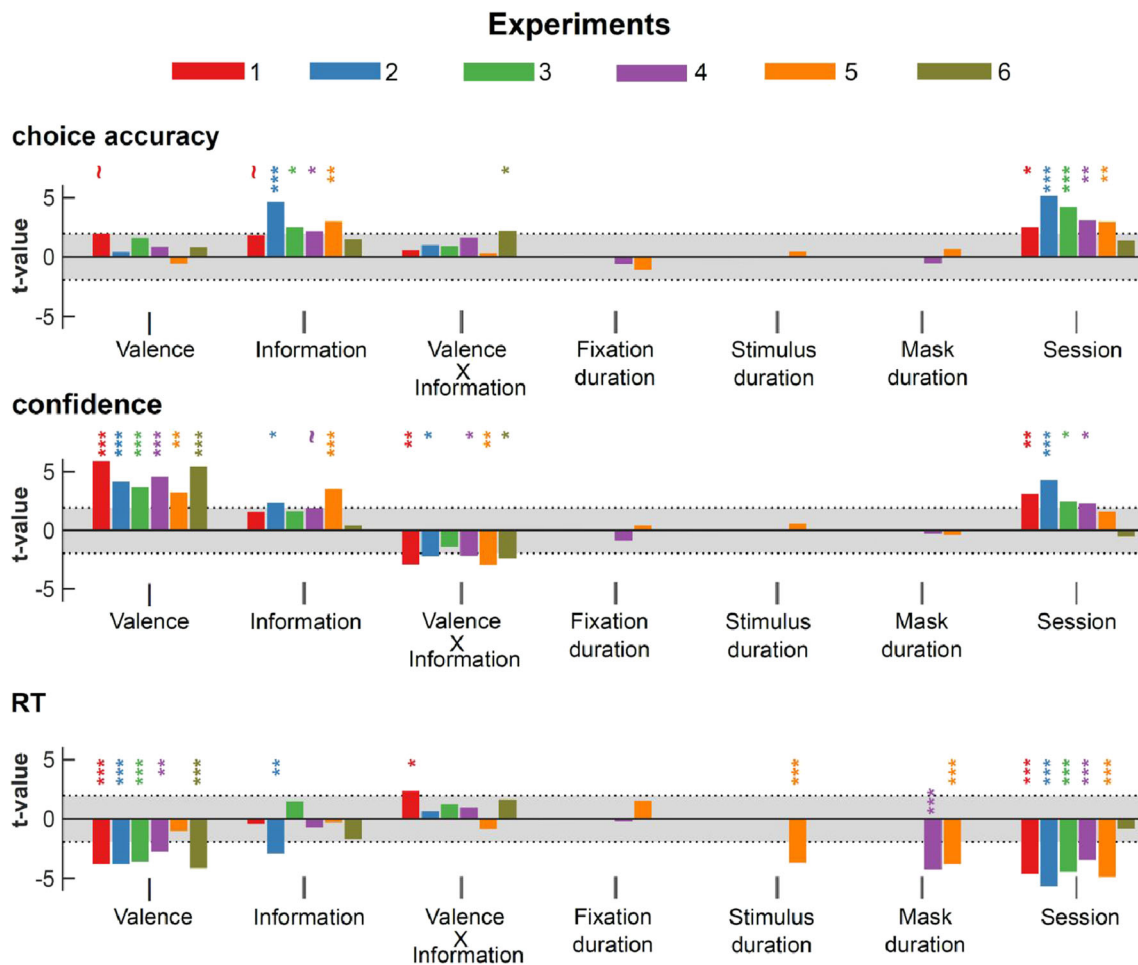 Experiments
1 2 3 4 5 6
choice accuracy
~ ~ *** * * ** * * *** *** ** **
t-value
5
0
-5
Valence Information Valence Fixation Stimulus Mask Session
X duration duration duration
Information
confidence
*** *** *** *** ** *** * ~ *** ** * * ** * ** *** * *
t-value
5
0
-5
Valence Information Valence Fixation Stimulus Mask Session
X duration duration duration
Information
RT
*** *** *** ** *** ** * *** *** *** *** *** *** *** ***
t-value
5
0
-5
Valence Information Valence Fixation Stimulus Mask Session
X duration duration duration
Information